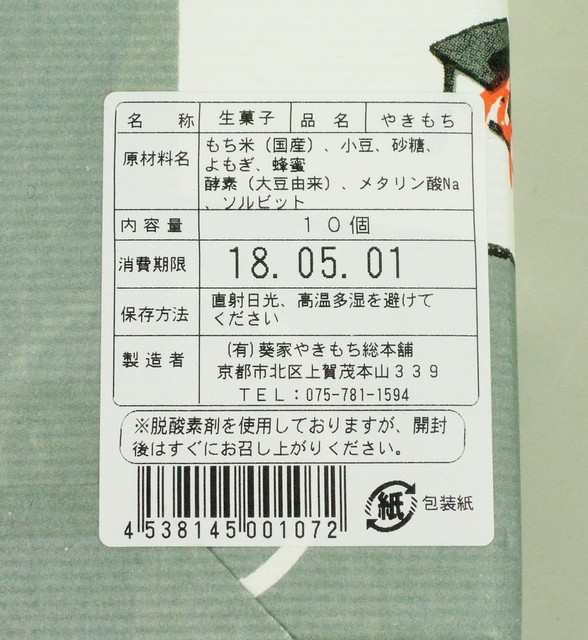 名 称 生菓子 品 名 やきもち
原材料名 もち米（国産）、小豆、砂糖、
よもぎ、蜂蜜
酵素（大豆由来）、メタリン酸Na
、ソルビット
内容量 １０個
消費期限 18.05.01
保存方法 直射日光、高温多湿を避けて
ください
製造者 (有)葵家やきもち総本舗
京都市北区上賀茂本山３３９
ＴＥＬ：075-781-1594
※脱酸素剤を使用しておりますが、開封
後はすぐにお召し上がりください。
4 538145 001072
紙 包装紙